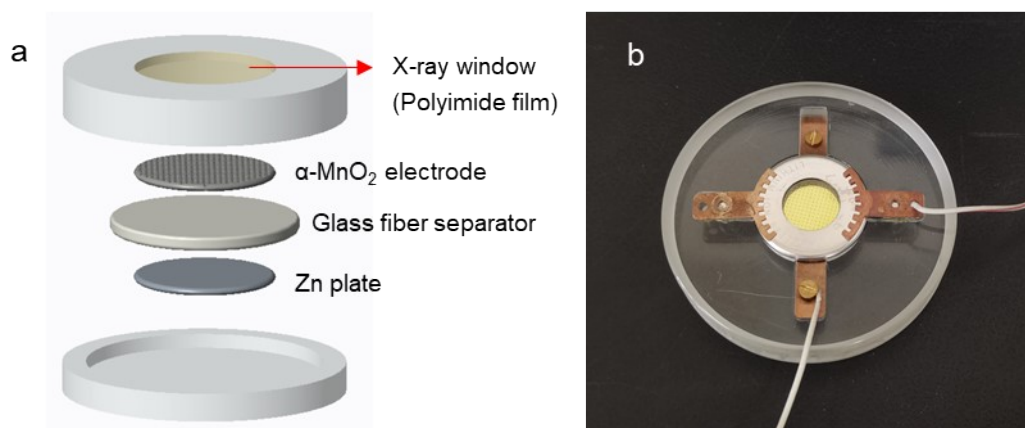 a
X-ray window
(Polyimide film)
α-MnO₂ electrode
Glass fiber separator
Zn plate
b